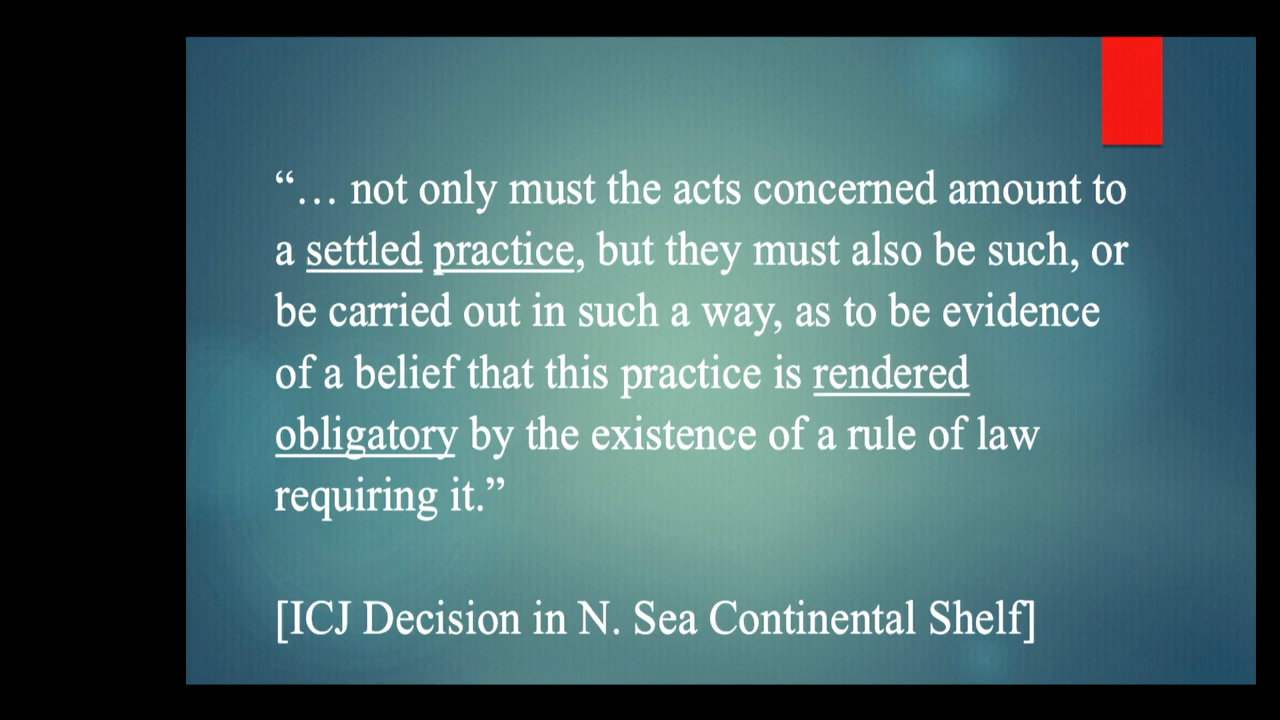 “… not only must the acts concerned amount to
a settled practice, but they must also be such, or
be carried out in such a way, as to be evidence
of a belief that this practice is rendered
obligatory by the existence of a rule of law
requiring it.”
[ICJ Decision in N. Sea Continental Shelf]